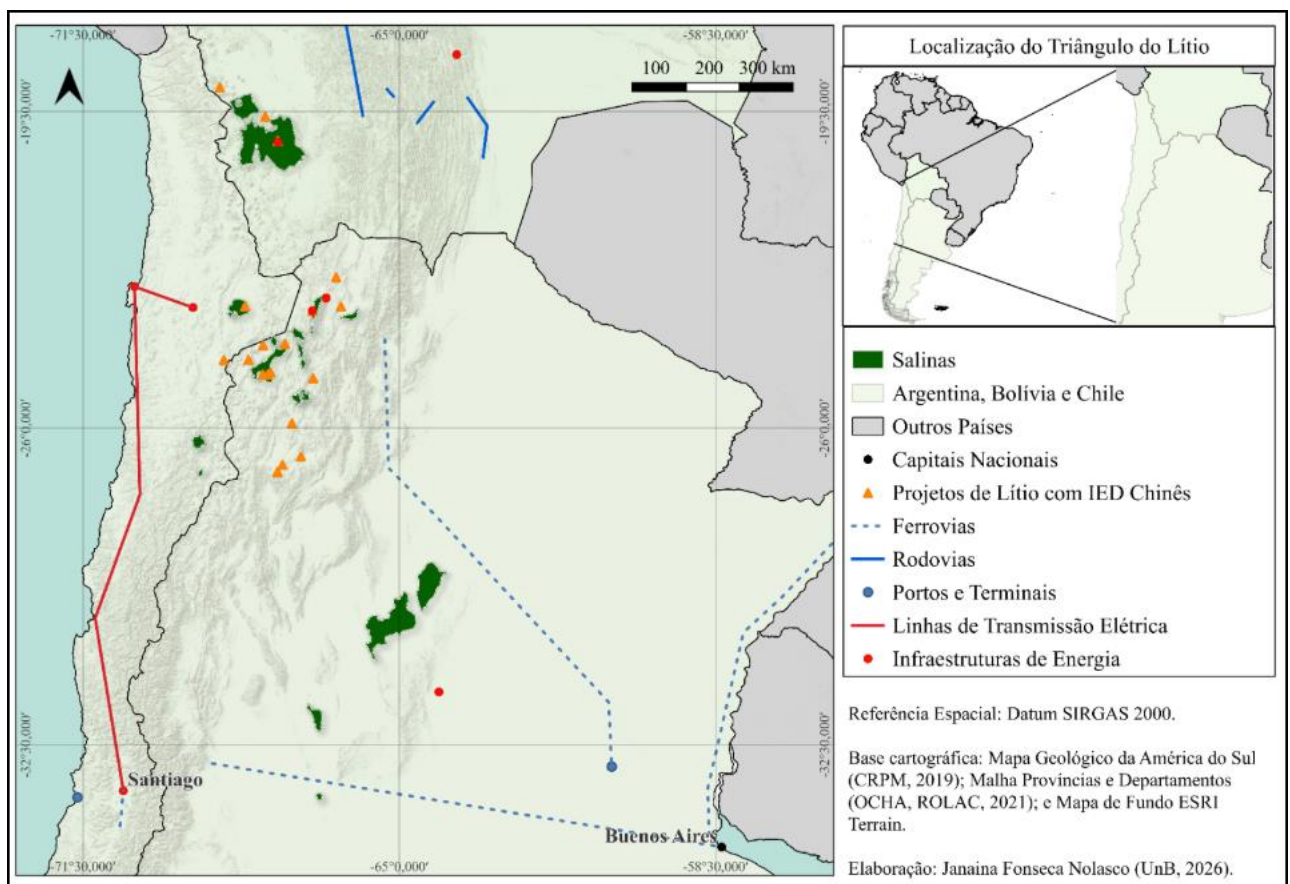 -71°30,000′
-65°0,000′
-58°30,000′
100 200 300 km
-19°30,000′
-19°30,000′
-26°0,000′
-26°0,000′
-32°30,000′
-32°30,000′
Santiago
Buenos Aires
-71°30,000′
-65°0,000′
-58°30,000′
Localização do Triângulo do Lítio
Salinas
Argentina, Bolívia e Chile
Outros Países
Capitais Nacionais
Projetos de Lítio com IED Chinês
Ferrovias
Rodovias
Portos e Terminais
Linhas de Transmissão Elétrica
Infraestruturas de Energia
Referência Espacial: Datum SIRGAS 2000.
Base cartográfica: Mapa Geológico da América do Sul
(CRPM, 2019); Malha Províncias e Departamentos
(OCHA, ROLAC, 2021); e Mapa de Fundo ESRI
Terrain.
Elaboração: Janaina Fonseca Nolasco (UnB, 2026).